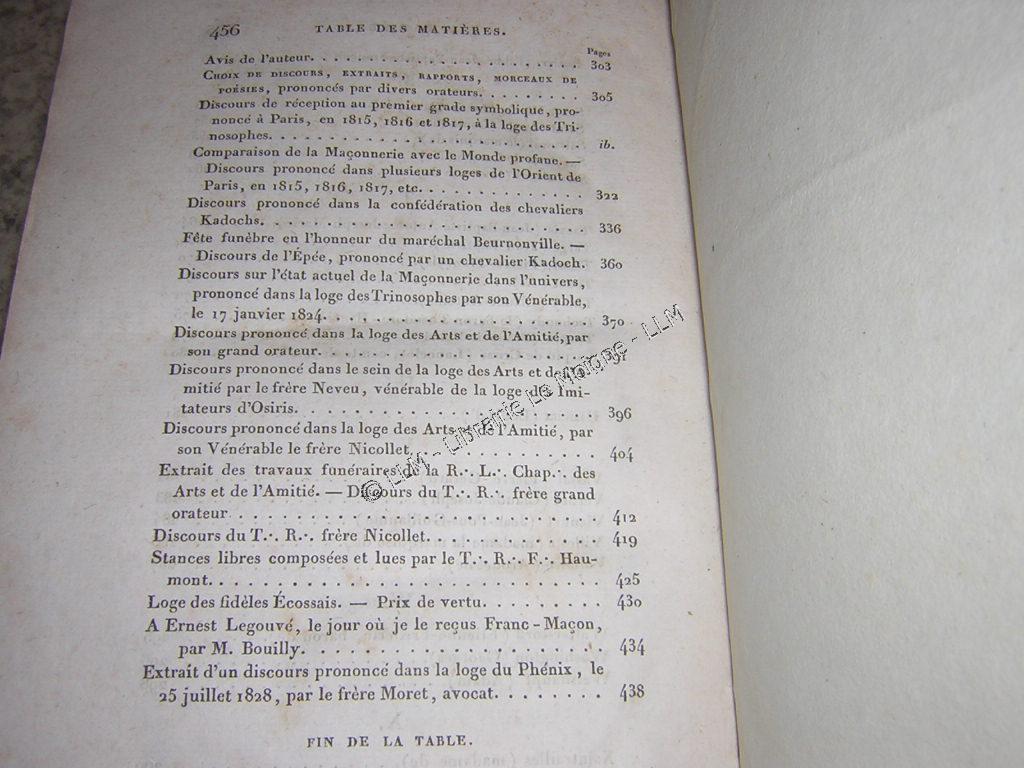 456 TABLE DES MATIÈRES.
Pages
Avis de l'auteur. . . . . . . . . . . . . . . . . . . . 303
CHOIX DE DISCOURS, EXTRAITS, RAPPORTS, MORCEAUX DE
POÉSIES, prononcés par divers orateurs. . . . . . . . . 305
Discours de réception au premier grade symbolique, pro-
noncé à Paris, en 1815, 1816 et 1817, à la loge des Tri-
nosophes. . . . . . . . . . . . . . . . . . . . . . . ib.
Comparaison de la Maçonnerie avec le Monde profane. —
Discours prononcé dans plusieurs loges de l'Orient de
Paris, en 1815, 1816, 1817, etc. . . . . . . . . . . . 322
Discours prononcé dans la confédération des chevaliers
Kadochs. . . . . . . . . . . . . . . . . . . . . . . . 336
Fête funèbre en l'honneur du maréchal Beurnonville. —
Discours de l'Épée, prononcé par un chevalier Kadoch. 360
Discours sur l'état actuel de la Maçonnerie dans l'univers,
prononcé dans la loge des Trinosophes par son Vénérable,
le 17 janvier 1824. . . . . . . . . . . . . . . . . . . 370
Discours prononcé dans la loge des Arts et de l'Amitié, par
son grand orateur. . . . . . . . . . . . . . . . . . .
Discours prononcé dans le sein de la loge des Arts et de l'A-
mitié par le frère Neveu, vénérable de la loge des Imi-
tateurs d'Osiris. . . . . . . . . . . . . . . . . . . . 396
Discours prononcé dans la loge des Arts et de l'Amitié, par
son Vénérable le frère Nicollet. . . . . . . . . . . . 404
Extrait des travaux funéraires de la R∴ L∴ Chap∴ des
Arts et de l'Amitié. — Discours du T∴ R∴ frère grand
orateur . . . . . . . . . . . . . . . . . . . . . . . . 412
Discours du T∴ R∴ frère Nicollet. . . . . . . . . . . . 419
Stances libres composées et lues par le T∴ R∴ F∴ Hau-
mont. . . . . . . . . . . . . . . . . . . . . . . . . . 425
Loge des fidèles Écossais. — Prix de vertu. . . . . . . . 430
A Ernest Legouvé, le jour où je le reçus Franc-Maçon,
par M. Bouilly. . . . . . . . . . . . . . . . . . . . . 434
Extrait d'un discours prononcé dans la loge du Phénix, le
25 juillet 1828, par le frère Moret, avocat. . . . . . . 438
FIN DE LA TABLE.
© LLM - Librairie Le Moigne - LLM